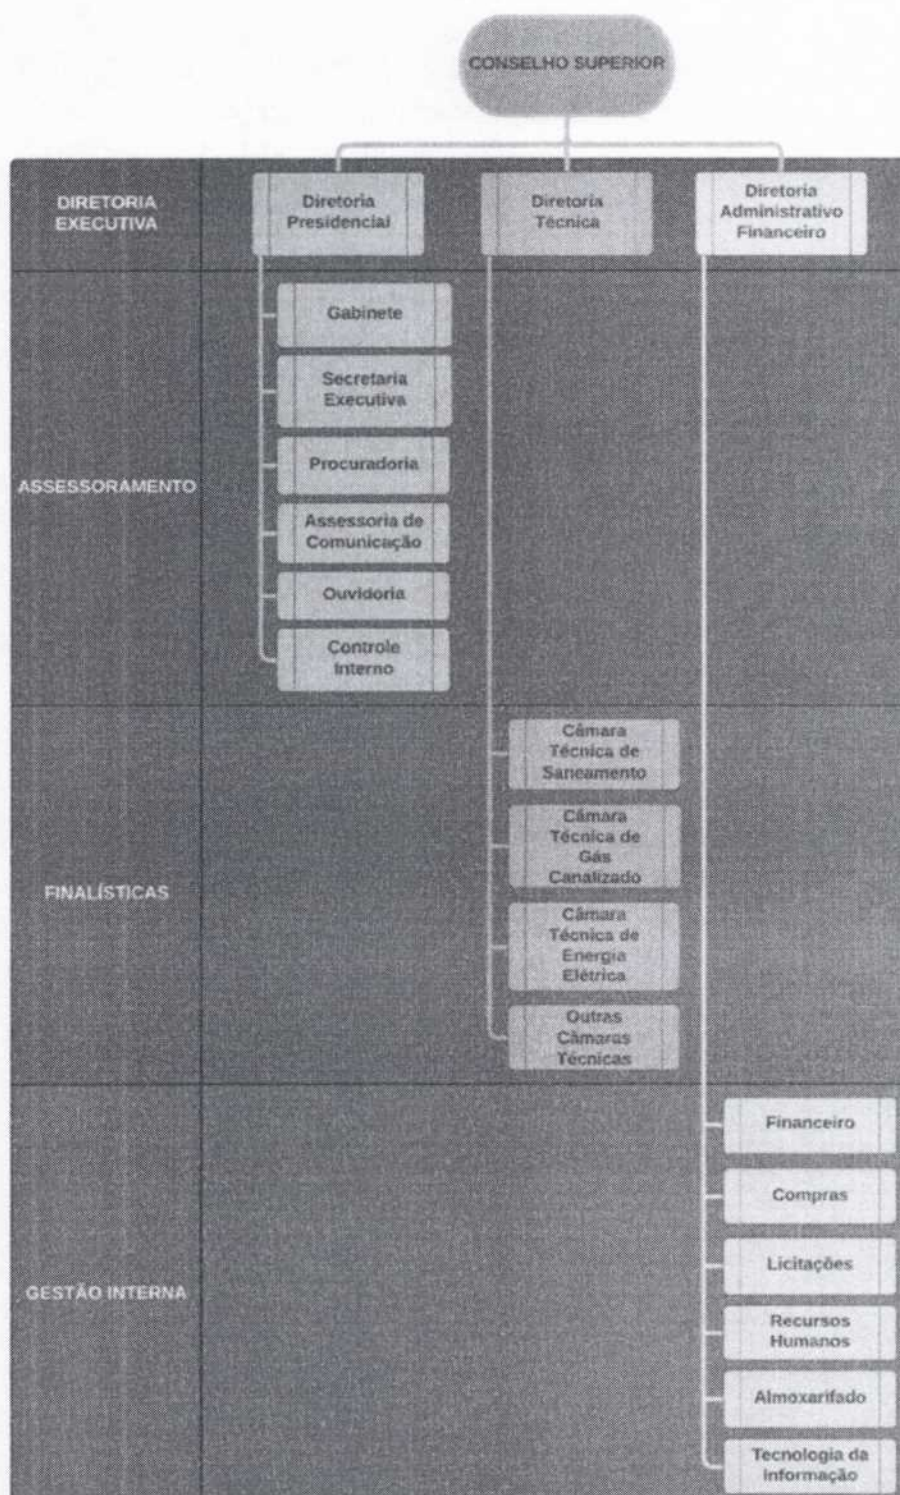 CONSELHO SUPERIOR
DIRETORIA
EXECUTIVA
Diretoria
Presidencial
Diretoria
Técnica
Diretoria
Administrativo
Financeiro
ASSESSORAMENTO
Gabinete
Secretaria
Executiva
Procuradoria
Assessoria de
Comunicação
Ouvidoria
Controle
Interno
FINALÍSTICAS
Câmara
Técnica de
Saneamento
Câmara
Técnica de
Gás
Canalizado
Câmara
Técnica de
Energia
Elétrica
Outras
Câmaras
Técnicas
GESTÃO INTERNA
Financeiro
Compras
Licitações
Recursos
Humanos
Almoxarifado
Tecnologia da
Informação